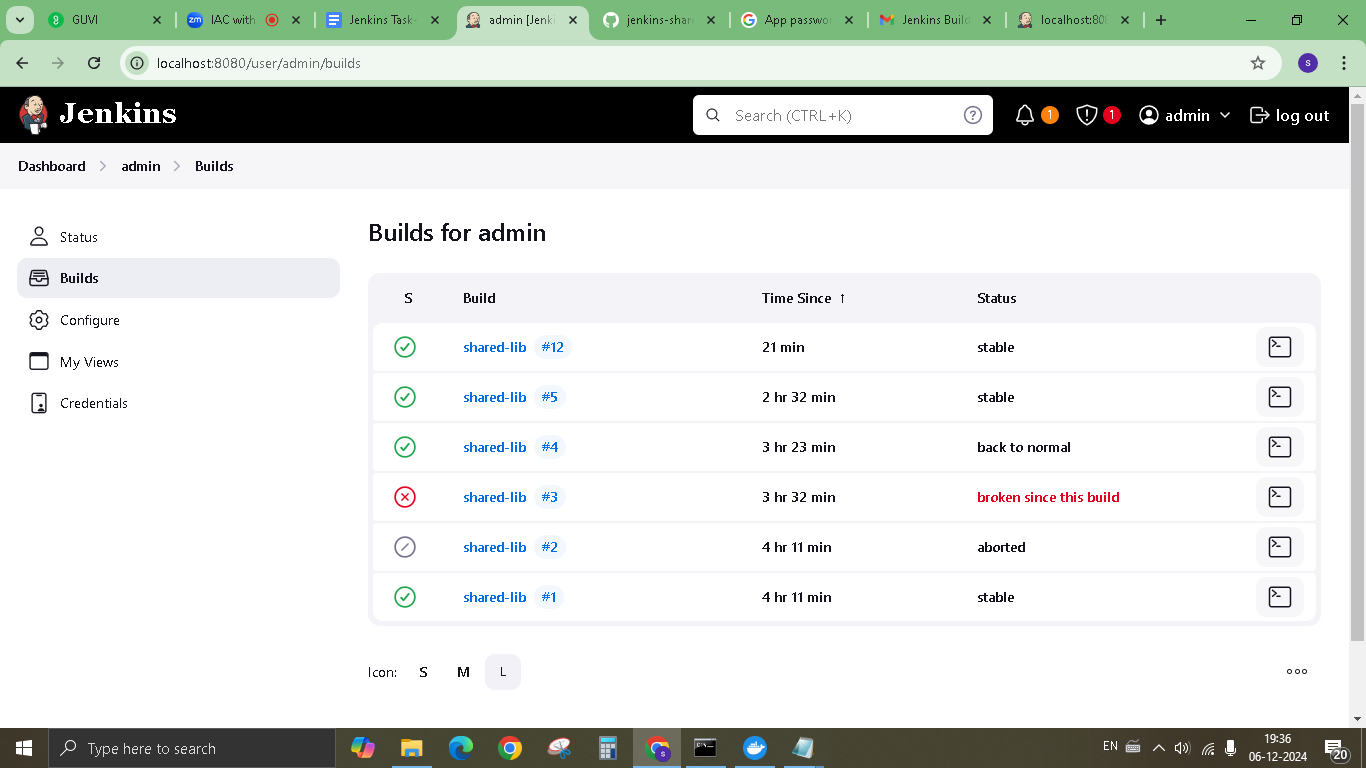 GUVI
zm IAC with
Jenkins Task-
admin [Jenki
jenkins-shar
App passwor
Jenkins Build
localhost:808
localhost:8080/user/admin/builds
s
Jenkins
Search (CTRL+K)
1
1
admin
log out
Dashboard
admin
Builds
Status
Builds
Configure
My Views
Credentials
Builds for admin
S Build Time Since ↑ Status
shared-lib #12 21 min stable
shared-lib #5 2 hr 32 min stable
shared-lib #4 3 hr 23 min back to normal
shared-lib #3 3 hr 32 min broken since this build
shared-lib #2 4 hr 11 min aborted
shared-lib #1 4 hr 11 min stable
Icon: S M L
Type here to search
EN
19:36
06-12-2024
20